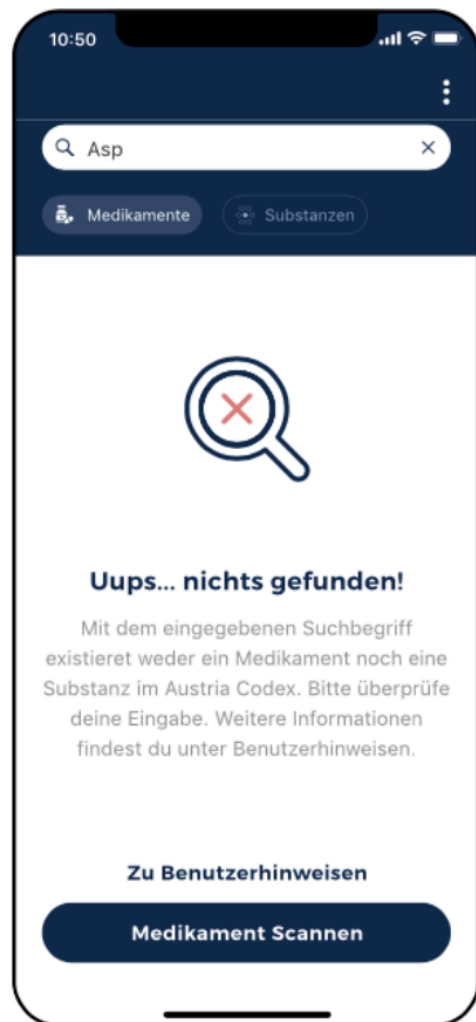 10:50
Asp
Medikamente
Substanzen
Uups... nichts gefunden!
Mit dem eingegebenen Suchbegriff
existieret weder ein Medikament noch eine
Substanz im Austria Codex. Bitte überprüfe
deine Eingabe. Weitere Informationen
findest du unter Benutzerhinweisen.
Zu Benutzerhinweisen
Medikament Scannen